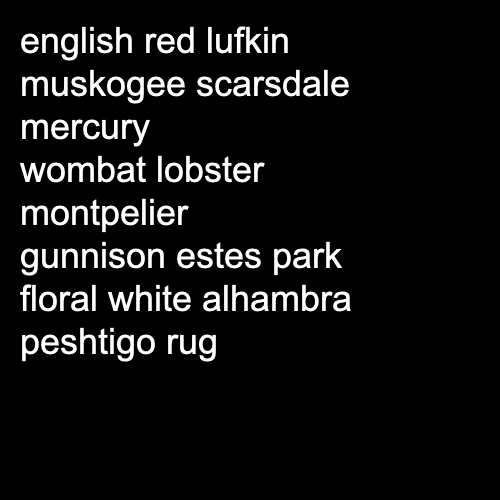 english red lufkin
muskogee scarsdale
mercury
wombat lobster
montpelier
gunnison estes park
floral white alhambra
peshtigo rug